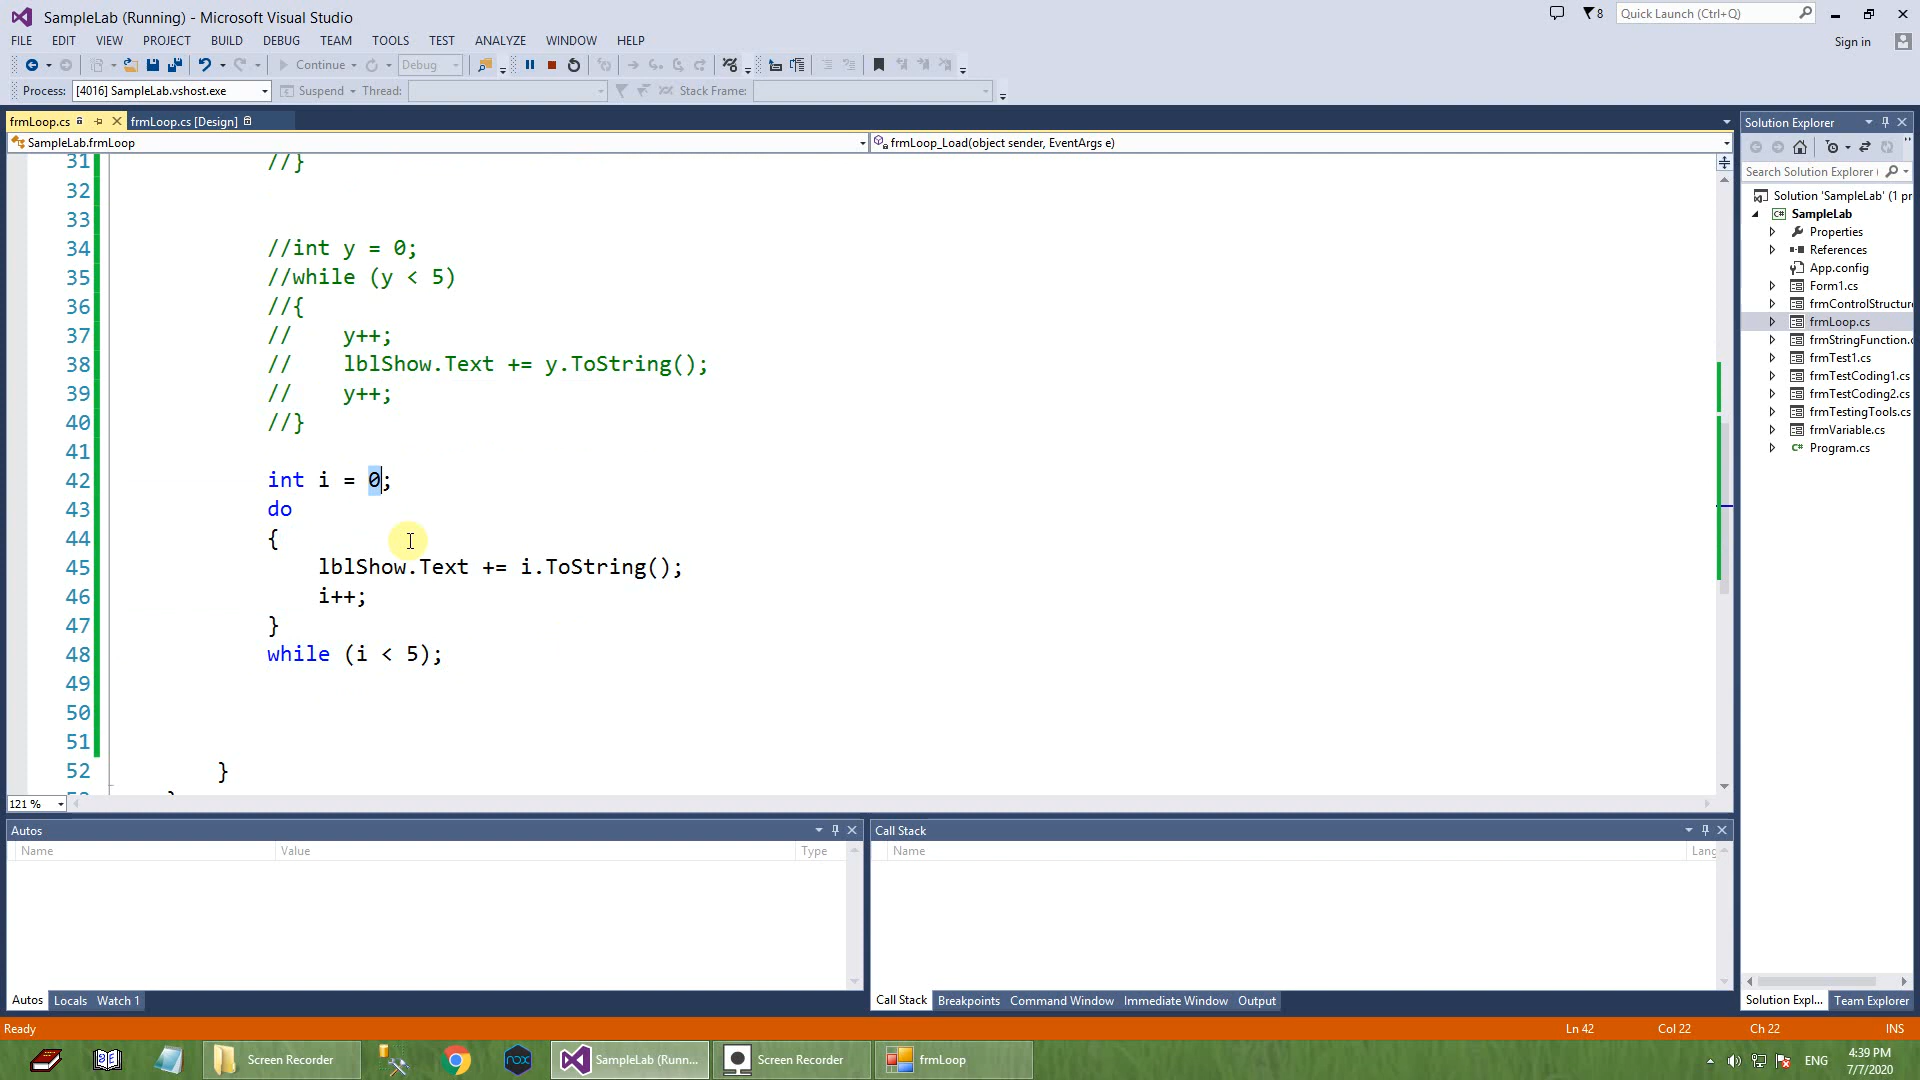 SampleLab (Running) - Microsoft Visual Studio
8
Quick Launch (Ctrl+Q)
FILE EDIT VIEW PROJECT BUILD DEBUG TEAM TOOLS TEST ANALYZE WINDOW HELP
Sign in
Continue Debug
Process: [4016] SampleLab.vshost.exe Suspend Thread: Stack Frame:
frmLoop.cs frmLoop.cs [Design]
SampleLab.frmLoop frmLoop_Load(object sender, EventArgs e)
31 //}
32
33
34 //int y = 0;
35 //while (y < 5)
36 //{
37 // y++;
38 // lblShow.Text += y.ToString();
39 // y++;
40 //}
41
42 int i = 0;
43 do
44 {
45 lblShow.Text += i.ToString();
46 i++;
47 }
48 while (i < 5);
49
50
51
52 }
121 %
Solution Explorer
Search Solution Explorer (
Solution 'SampleLab' (1 pr
SampleLab
Properties
References
App.config
Form1.cs
frmControlStructure
frmLoop.cs
frmStringFunction.c
frmTest1.cs
frmTestCoding1.cs
frmTestCoding2.cs
frmTestingTools.cs
frmVariable.cs
Program.cs
Solution Expl... Team Explorer
Autos
Name Value Type
Autos Locals Watch 1
Call Stack
Name Lang
Call Stack Breakpoints Command Window Immediate Window Output
Ready Ln 42 Col 22 Ch 22 INS
Screen Recorder nox SampleLab (Runn... Screen Recorder frmLoop
ENG
4:39 PM
7/7/2020